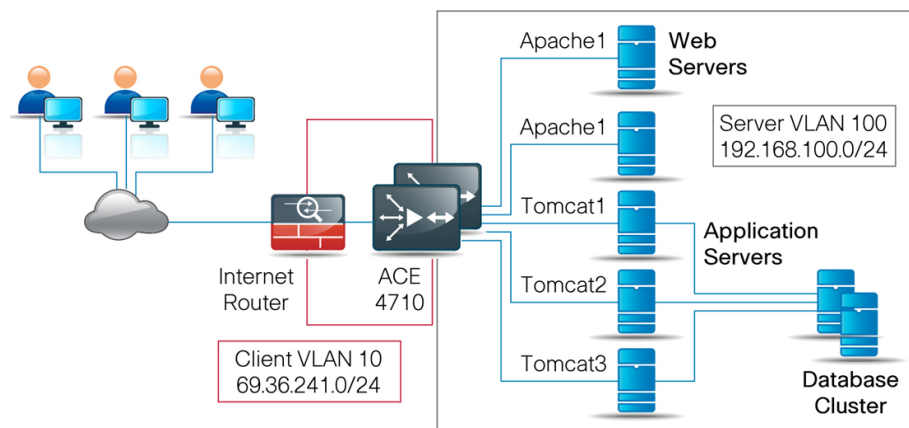 Apache1
Web
Servers
Apache1
Server VLAN 100
192.168.100.0/24
Tomcat1
Application
Servers
Internet
Router
ACE
4710
Tomcat2
Client VLAN 10
69.36.241.0/24
Tomcat3
Database
Cluster